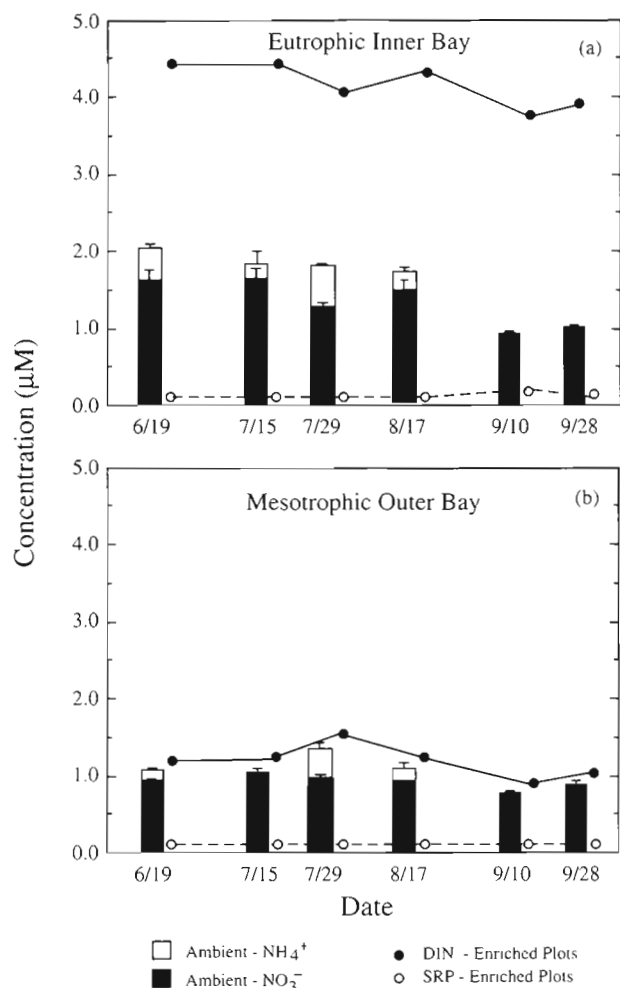 5.0
Eutrophic Inner Bay (a)
4.0
3.0
2.0
1.0
0.0
6/19 7/15 7/29 8/17 9/10 9/28
Concentration (µM)
5.0
Mesotrophic Outer Bay (b)
4.0
3.0
2.0
1.0
0.0
6/19 7/15 7/29 8/17 9/10 9/28
Date
Ambient - NH₄⁺
DIN - Enriched Plots
Ambient - NO₃⁻
SRP - Enriched Plots